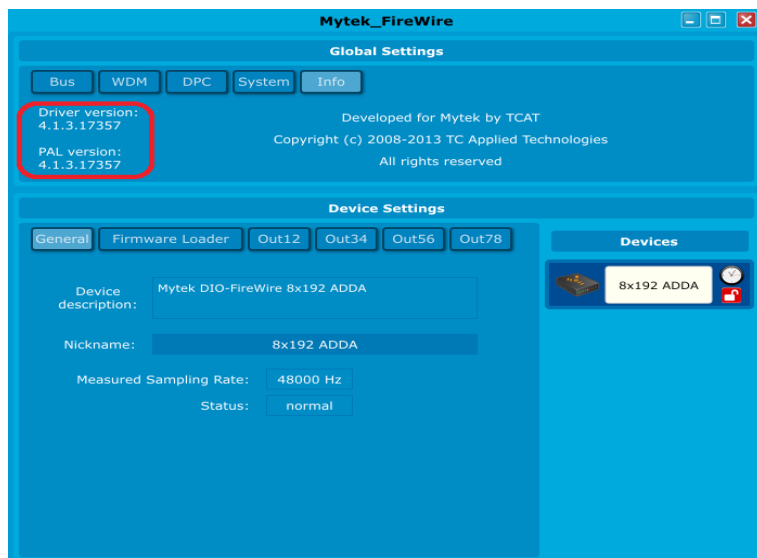 Mytek_FireWire
Global Settings
Bus WDM DPC System Info
Driver version:
4.1.3.17357
PAL version:
4.1.3.17357
Developed for Mytek by TCAT
Copyright (c) 2008-2013 TC Applied Technologies
All rights reserved
Device Settings
General Firmware Loader Out12 Out34 Out56 Out78
Device
description:
Mytek DIO-FireWire 8x192 ADDA
Nickname: 8x192 ADDA
Measured Sampling Rate: 48000 Hz
Status: normal
Devices
8x192 ADDA